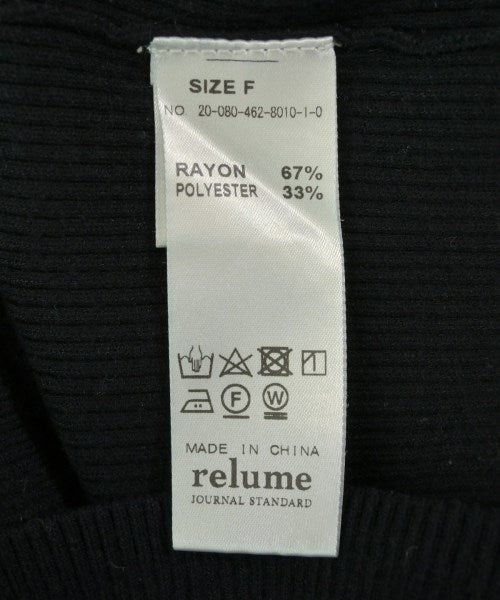 SIZE F
NO. 20-080-462-8010-1-0
RAYON 67%
POLYESTER 33%
F W
MADE IN CHINA
relume
JOURNAL STANDARD